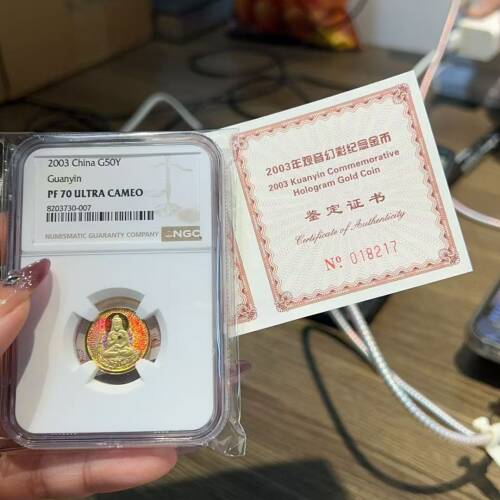 2003 China G50Y
Guanyin
PF 70 ULTRA CAMEO
8203730-007
NUMISMATIC GUARANTY COMPANY
NGC
2003年观音幻彩纪念金币
2003 Kuanyin Commemorative
Hologram Gold Coin
鉴定证书
Certificate of Authenticity
No. 018217